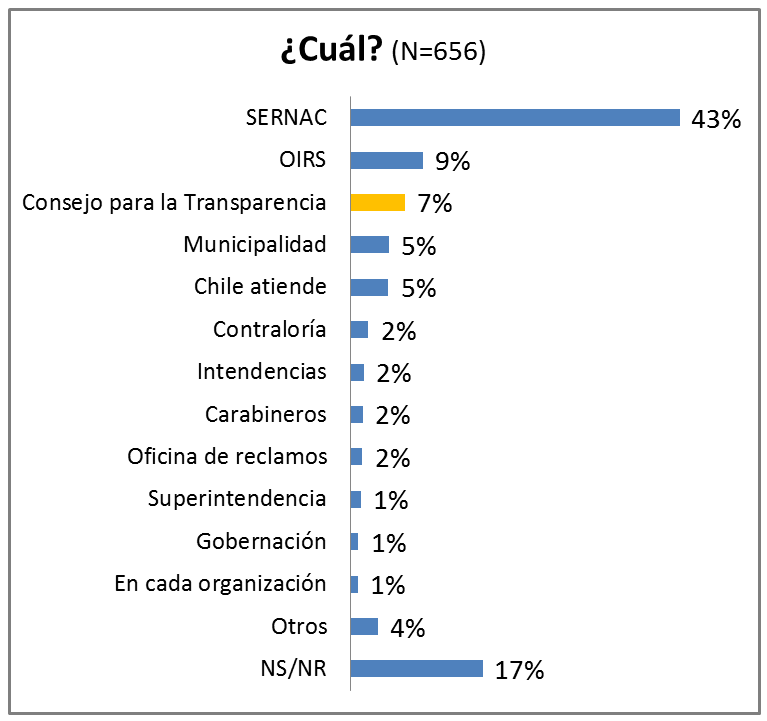 ¿Cuál? (N=656)
SERNAC 43%
OIRS 9%
Consejo para la Transparencia 7%
Municipalidad 5%
Chile atiende 5%
Contraloría 2%
Intendencias 2%
Carabineros 2%
Oficina de reclamos 2%
Superintendencia 1%
Gobernación 1%
En cada organización 1%
Otros 4%
NS/NR 17%